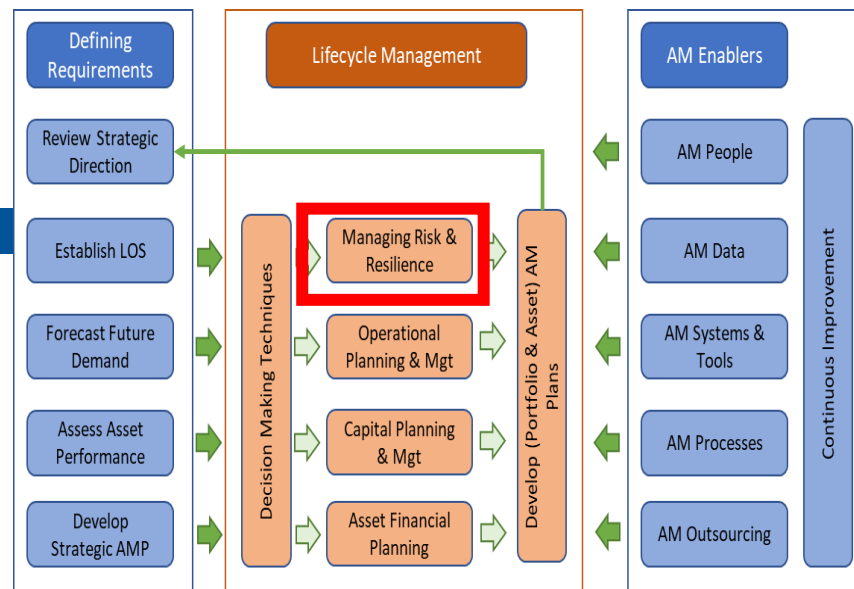 Defining
Requirements
Review Strategic
Direction
Establish LOS
Forecast Future
Demand
Assess Asset
Performance
Develop
Strategic AMP
Lifecycle Management
Decision Making Techniques
Managing Risk &
Resilience
Operational
Planning & Mgt
Capital Planning
& Mgt
Asset Financial
Planning
Develop (Portfolio & Asset) AM
Plans
AM Enablers
AM People
AM Data
AM Systems &
Tools
AM Processes
AM Outsourcing
Continuous Improvement